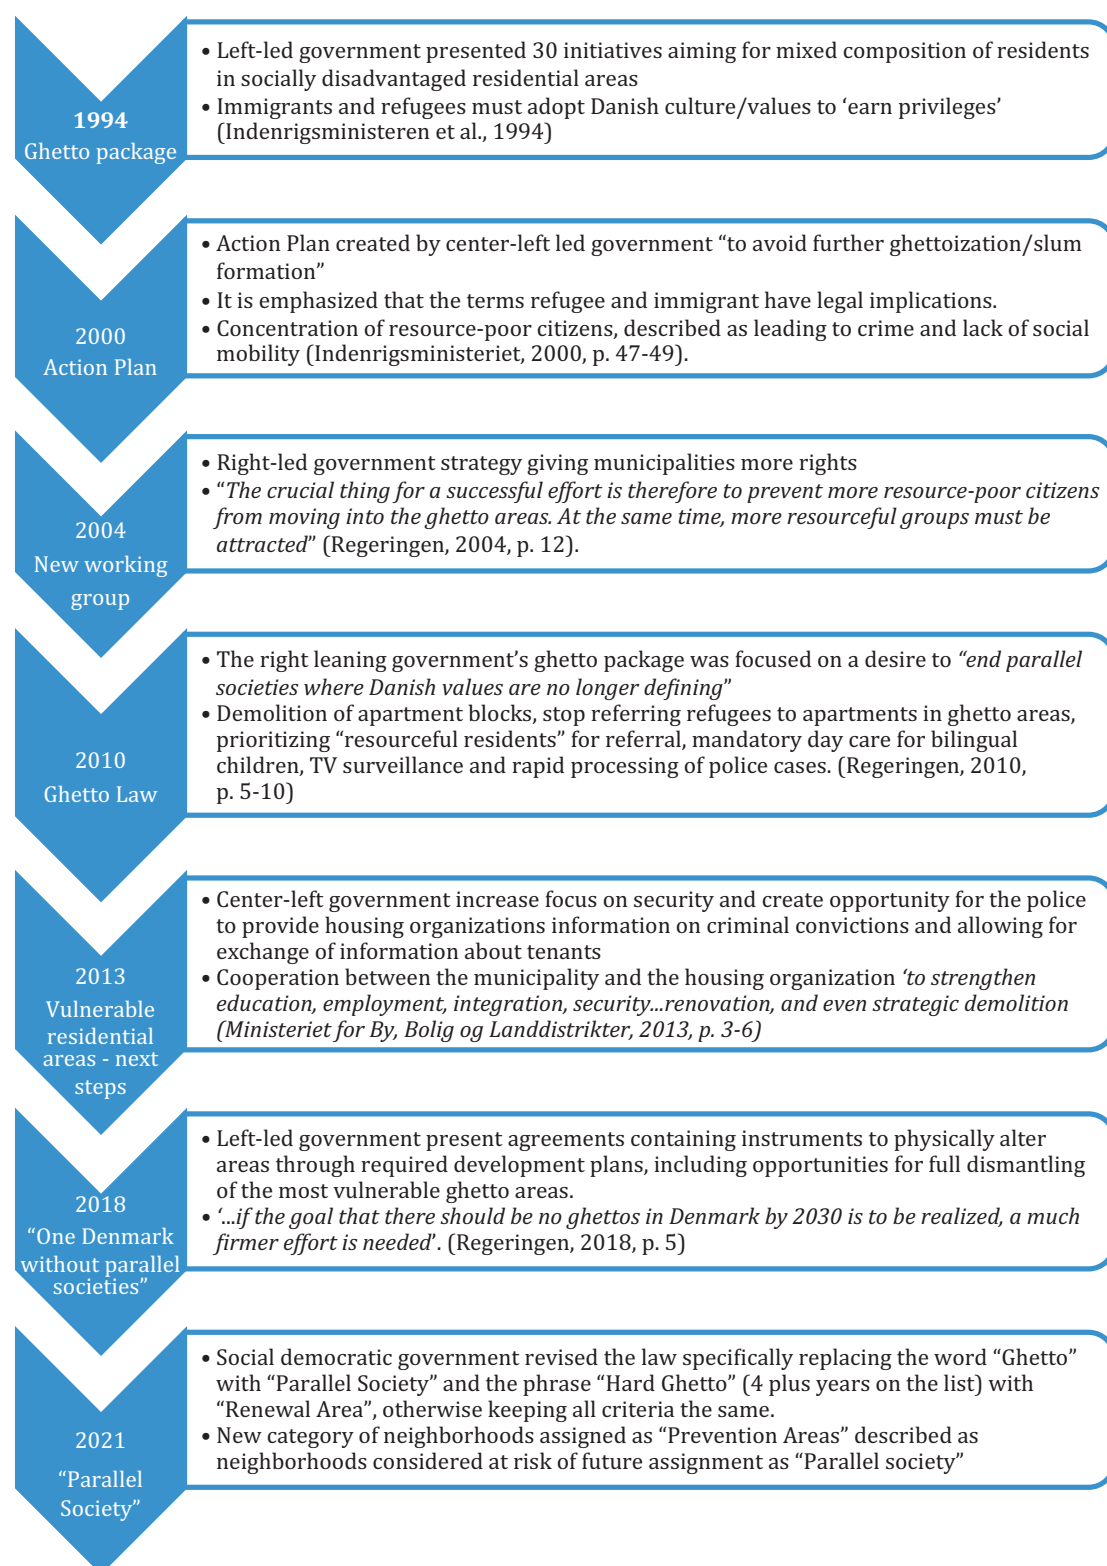 1994
Ghetto package
• Left-led government presented 30 initiatives aiming for mixed composition of residents
in socially disadvantaged residential areas
• Immigrants and refugees must adopt Danish culture/values to ‘earn privileges’
(Indenrigsministeren et al., 1994)
2000
Action Plan
• Action Plan created by center-left led government “to avoid further ghettoization/slum
formation”
• It is emphasized that the terms refugee and immigrant have legal implications.
• Concentration of resource-poor citizens, described as leading to crime and lack of social
mobility (Indenrigsministeriet, 2000, p. 47-49).
2004
New working
group
• Right-led government strategy giving municipalities more rights
• “The crucial thing for a successful effort is therefore to prevent more resource-poor citizens
from moving into the ghetto areas. At the same time, more resourceful groups must be
attracted” (Regeringen, 2004, p. 12).
2010
Ghetto Law
• The right leaning government’s ghetto package was focused on a desire to “end parallel
societies where Danish values are no longer defining”
• Demolition of apartment blocks, stop referring refugees to apartments in ghetto areas,
prioritizing “resourceful residents” for referral, mandatory day care for bilingual
children, TV surveillance and rapid processing of police cases. (Regeringen, 2010,
p. 5-10)
2013
Vulnerable
residential
areas - next
steps
• Center-left government increase focus on security and create opportunity for the police
to provide housing organizations information on criminal convictions and allowing for
exchange of information about tenants
• Cooperation between the municipality and the housing organization ‘to strengthen
education, employment, integration, security...renovation, and even strategic demolition
(Ministeriet for By, Bolig og Landdistrikter, 2013, p. 3-6)
2018
“One Denmark
without parallel
societies”
• Left-led government present agreements containing instruments to physically alter
areas through required development plans, including opportunities for full dismantling
of the most vulnerable ghetto areas.
• ‘...if the goal that there should be no ghettos in Denmark by 2030 is to be realized, a much
firmer effort is needed’. (Regeringen, 2018, p. 5)
2021
“Parallel
Society”
• Social democratic government revised the law specifically replacing the word “Ghetto”
with “Parallel Society” and the phrase “Hard Ghetto” (4 plus years on the list) with
“Renewal Area”, otherwise keeping all criteria the same.
• New category of neighborhoods assigned as “Prevention Areas” described as
neighborhoods considered at risk of future assignment as “Parallel society”